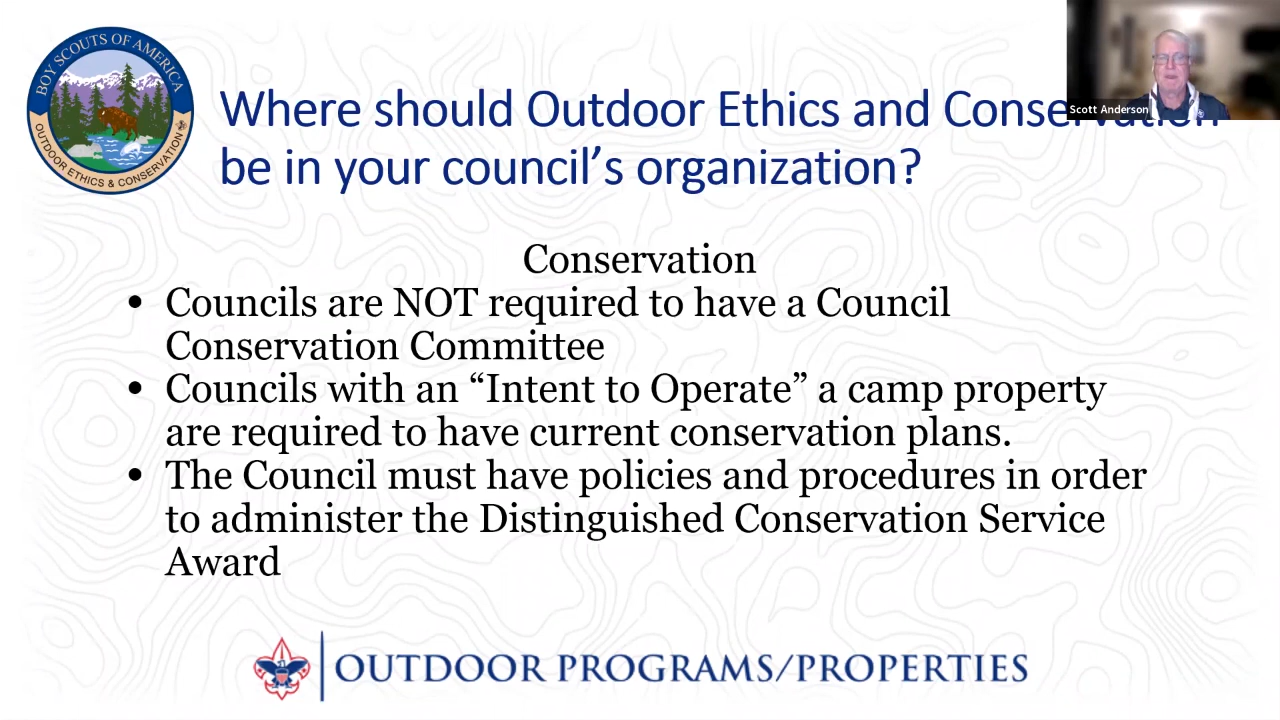 BOY SCOUTS OF AMERICA
OUTDOOR ETHICS & CONSERVATION
Scott Anderson
Where should Outdoor Ethics and Conservation
be in your council’s organization?
Conservation
• Councils are NOT required to have a Council
Conservation Committee
• Councils with an “Intent to Operate” a camp property
are required to have current conservation plans.
• The Council must have policies and procedures in order
to administer the Distinguished Conservation Service
Award
OUTDOOR PROGRAMS/PROPERTIES